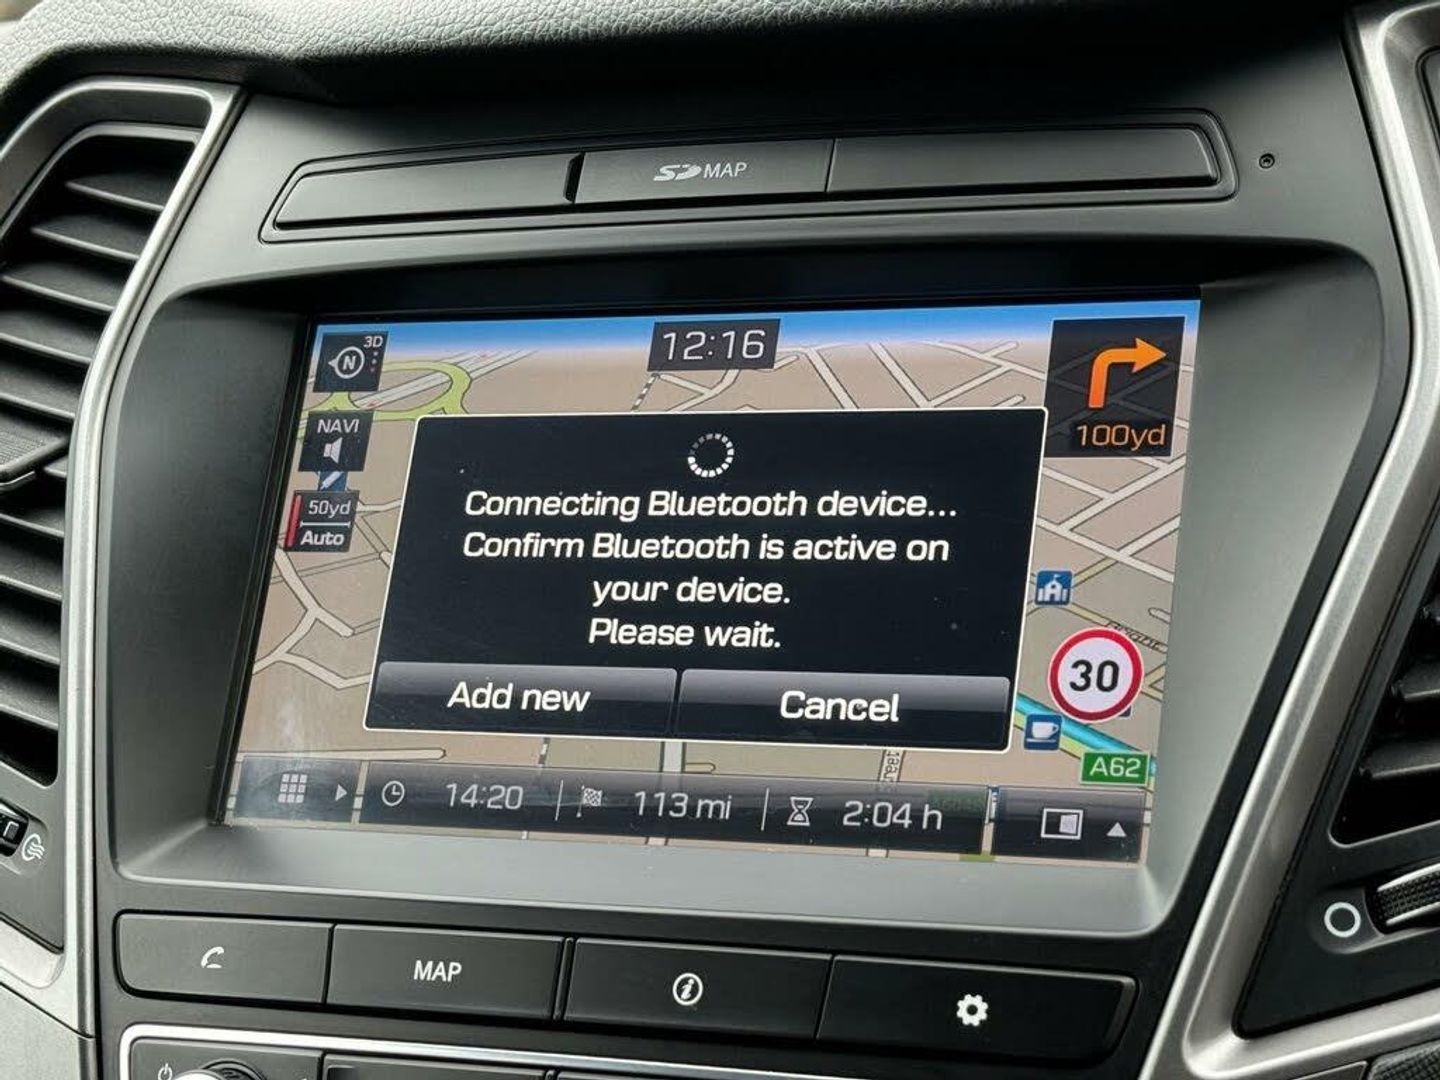 SD MAP
3D
N
12:16
NAVI
100yd
50yd
Auto
Connecting Bluetooth device...
Confirm Bluetooth is active on
your device.
Please wait.
Add new
Cancel
30
A62
14:20
113 mi
2:04 h
MAP
i